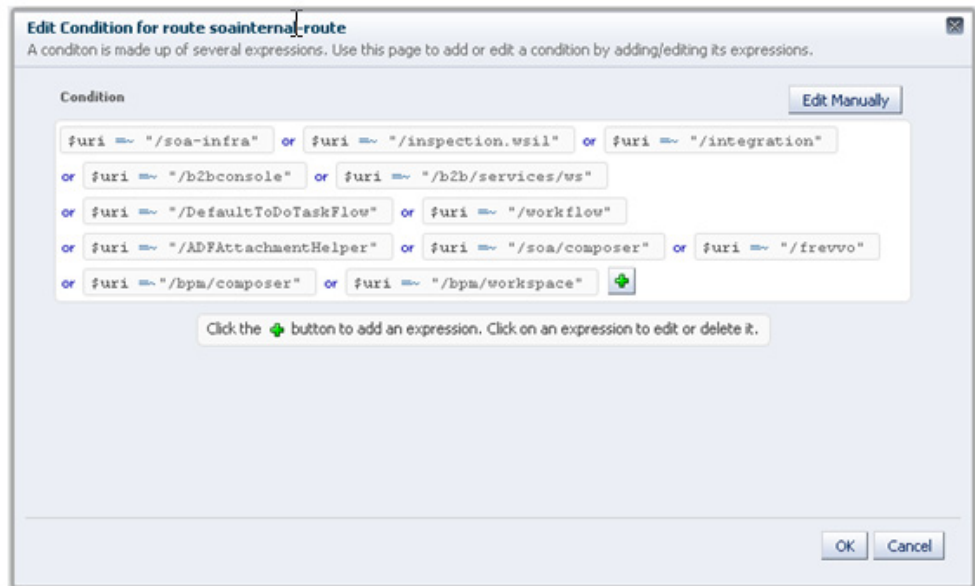 Edit Condition for route soainternal-route
A conditon is made up of several expressions. Use this page to add or edit a condition by adding/editing its expressions.
Condition
Edit Manually
$uri =~ "/soa-infra" or $uri =~ "/inspection.wsil" or $uri =~ "/integration"
or $uri =~ "/b2bconsole" or $uri =~ "/b2b/services/ws"
or $uri =~ "/DefaultToDoTaskFlow" or $uri =~ "/workflow"
or $uri =~ "/ADFAttachmentHelper" or $uri =~ "/soa/composer" or $uri =~ "/frevvo"
or $uri =~"/bpm/composer" or $uri =~ "/bpm/workspace"
Click the button to add an expression. Click on an expression to edit or delete it.
OK Cancel